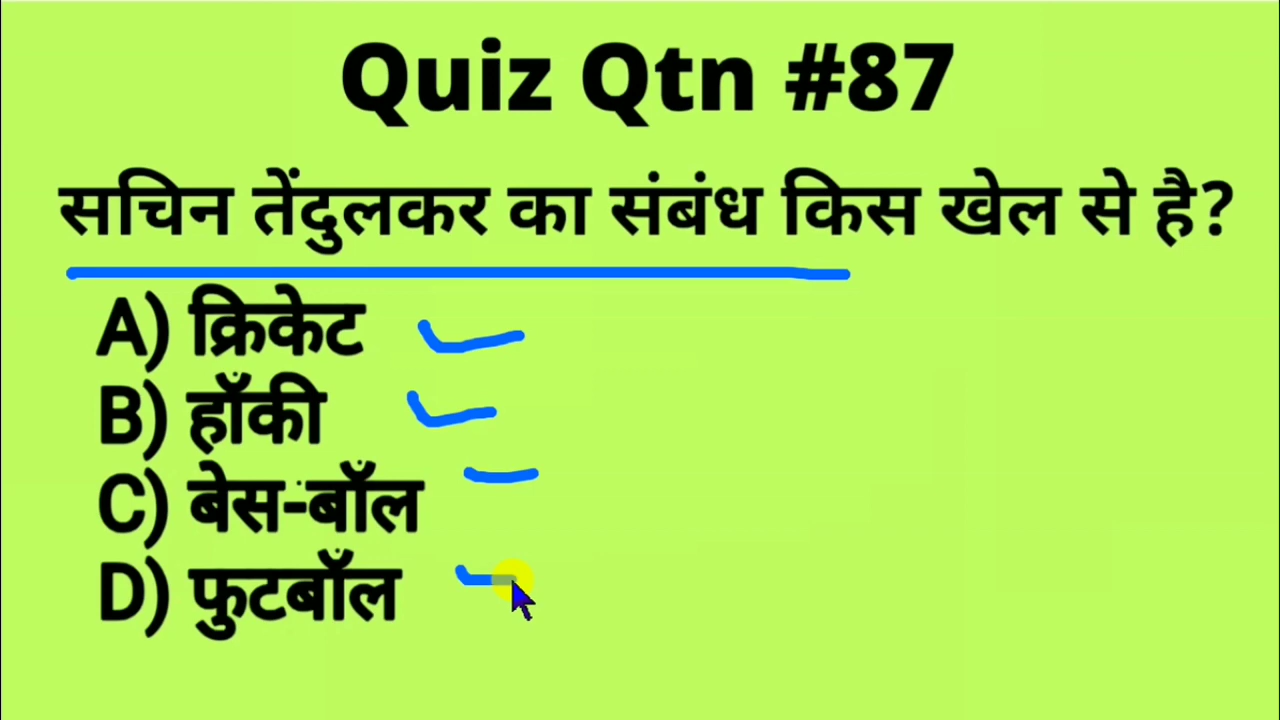 Quiz Qtn #87
सचिन तेंदुलकर का संबंध किस खेल से है?
A) क्रिकेट
B) हॉकी
C) बेस-बॉल
D) फुटबॉल